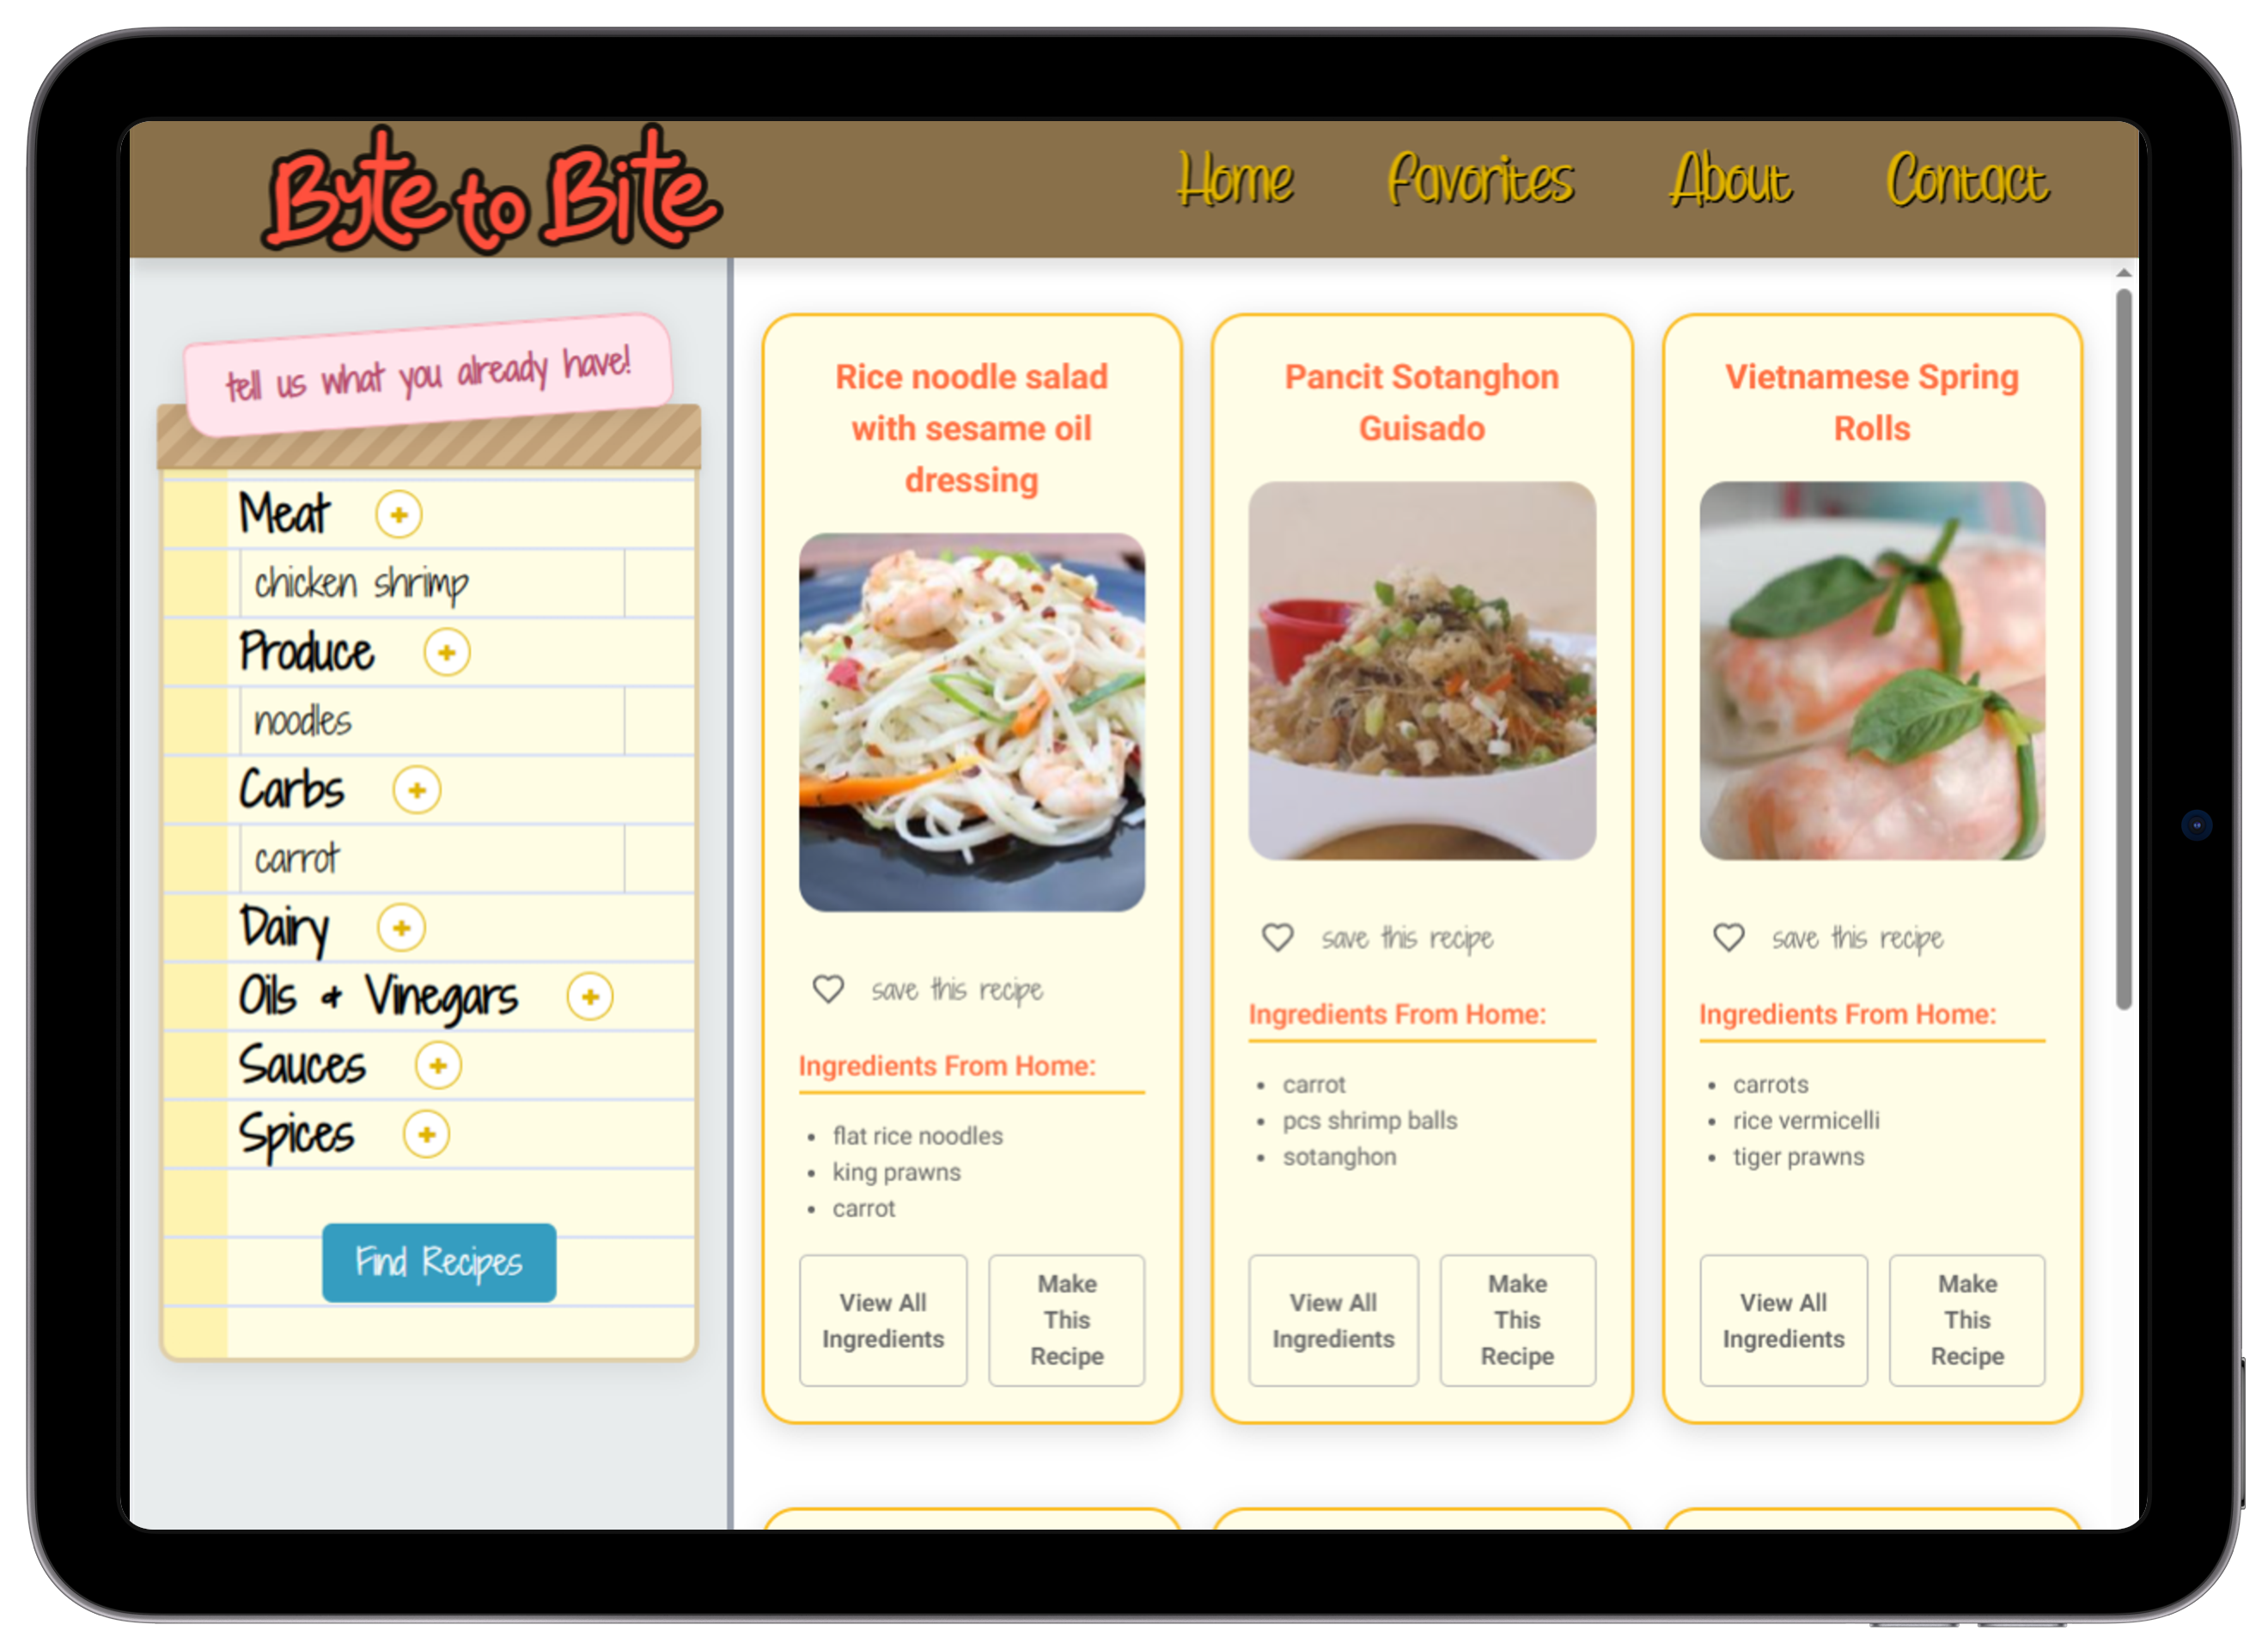 Byte to Bite
Home Favorites About Contact
tell us what you already have!
Meat +
chicken shrimp
Produce +
noodles
Carbs +
carrot
Dairy +
Oils & Vinegars +
Sauces +
Spices +
Find Recipes
Rice noodle salad
with sesame oil
dressing
save this recipe
Ingredients From Home:
• flat rice noodles
• king prawns
• carrot
View All
Ingredients
Make
This
Recipe
Pancit Sotanghon
Guisado
save this recipe
Ingredients From Home:
• carrot
• pcs shrimp balls
• sotanghon
View All
Ingredients
Make
This
Recipe
Vietnamese Spring
Rolls
save this recipe
Ingredients From Home:
• carrots
• rice vermicelli
• tiger prawns
View All
Ingredients
Make
This
Recipe